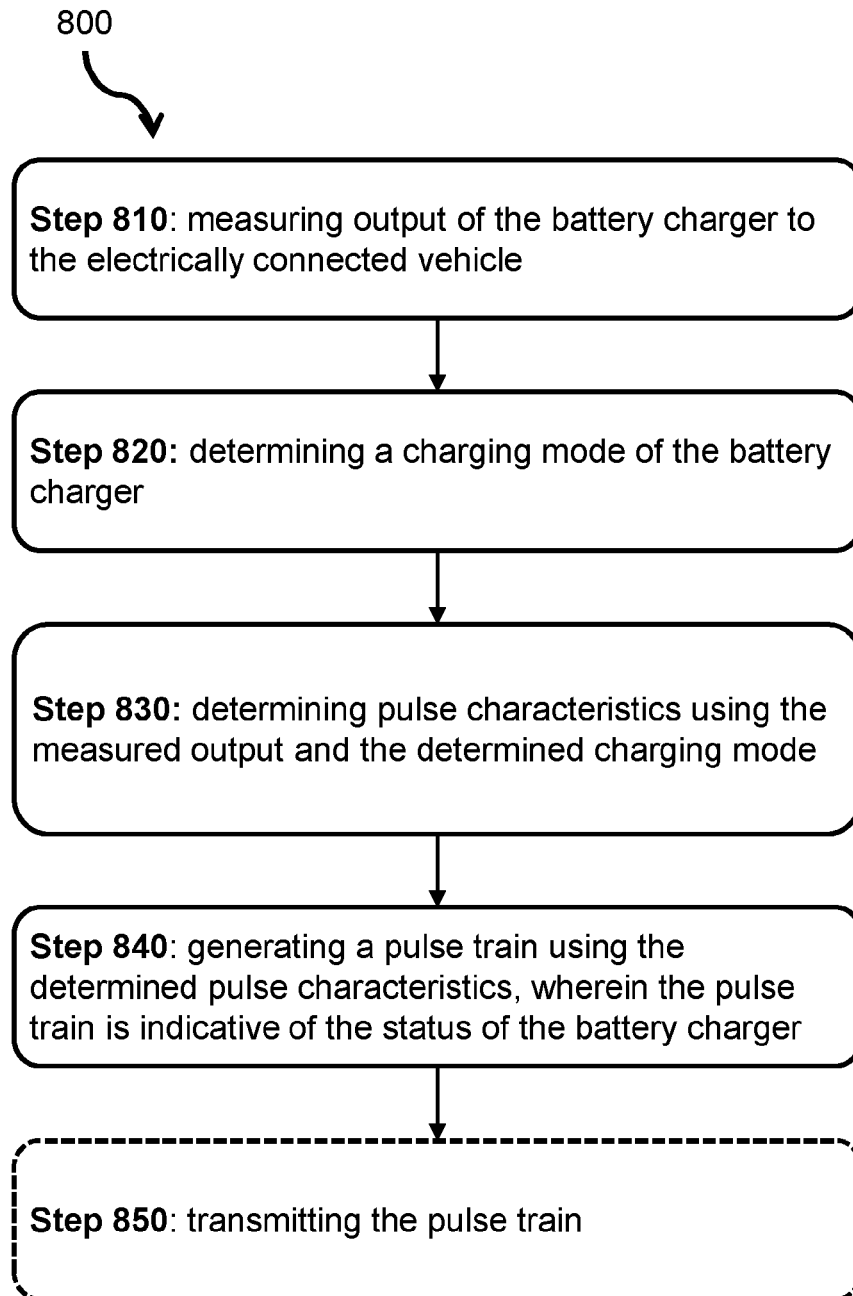 800
Step 810: measuring output of the battery charger to
the electrically connected vehicle
Step 820: determining a charging mode of the battery
charger
Step 830: determining pulse characteristics using the
measured output and the determined charging mode
Step 840: generating a pulse train using the
determined pulse characteristics, wherein the pulse
train is indicative of the status of the battery charger
Step 850: transmitting the pulse train